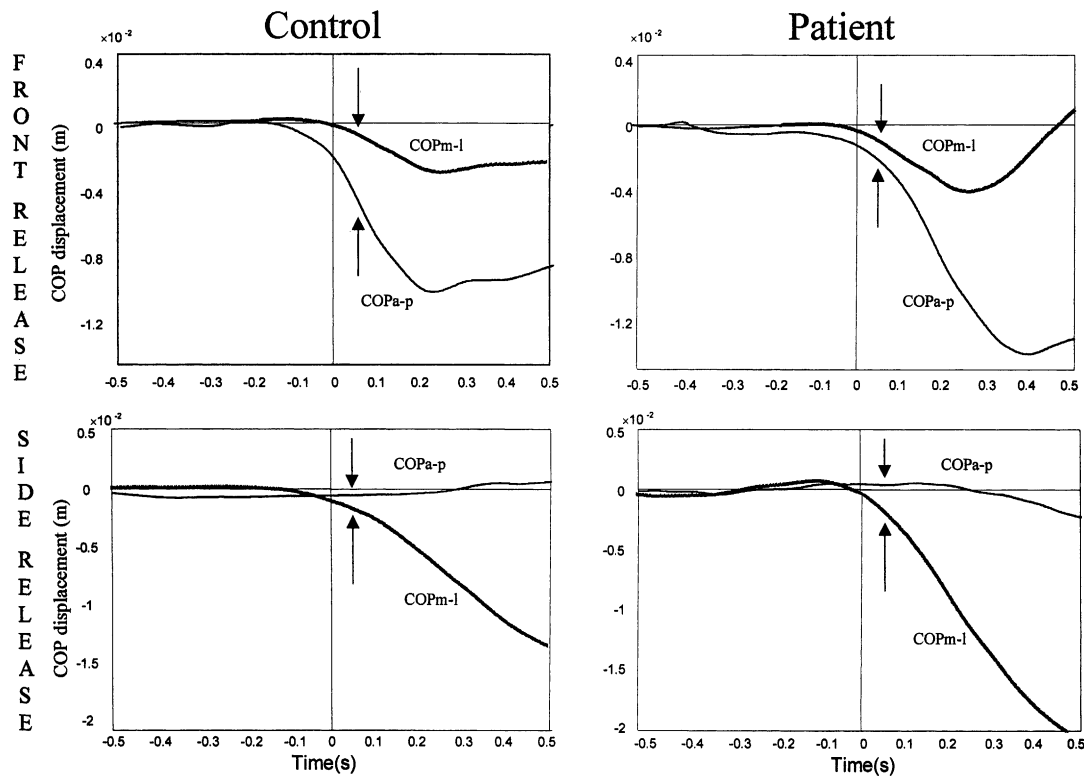 Control
Patient
FRONT RELEASE
×10⁻²
0.4
0
-0.4
-0.8
-1.2
COP displacement (m)
COPm-l
COPa-p
-0.5 -0.4 -0.3 -0.2 -0.1 0 0.1 0.2 0.3 0.4 0.5
×10⁻²
0.4
0
-0.4
-0.8
-1.2
COPm-l
COPa-p
-0.5 -0.4 -0.3 -0.2 -0.1 0 0.1 0.2 0.3 0.4 0.5
SIDE RELEASE
×10⁻²
0.5
0
-0.5
-1
-1.5
-2
COP displacement (m)
COPa-p
COPm-l
-0.5 -0.4 -0.3 -0.2 -0.1 0 0.1 0.2 0.3 0.4 0.5
Time(s)
×10⁻²
0.5
0
-0.5
-1
-1.5
-2
COPa-p
COPm-l
-0.5 -0.4 -0.3 -0.2 -0.1 0 0.1 0.2 0.3 0.4 0.5
Time(s)